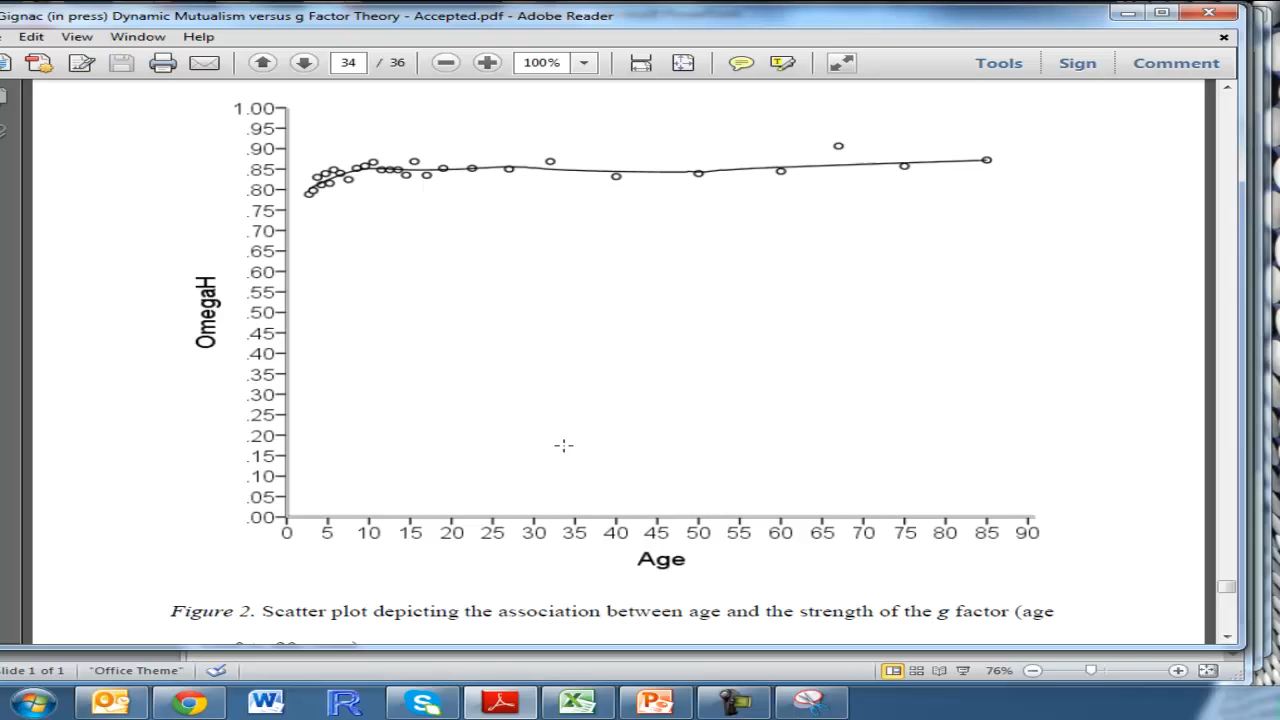 Gignac (in press) Dynamic Mutualism versus g Factor Theory - Accepted.pdf - Adobe Reader
Edit View Window Help
34 / 36 100% Tools Sign Comment
1.00
.95
.90
.85
.80
.75
.70
.65
.60
.55
.50
.45
.40
.35
.30
.25
.20
.15
.10
.05
.00
OmegaH
0 5 10 15 20 25 30 35 40 45 50 55 60 65 70 75 80 85 90
Age
Figure 2. Scatter plot depicting the association between age and the strength of the g factor (age
Slide 1 of 1 "Office Theme" 76%